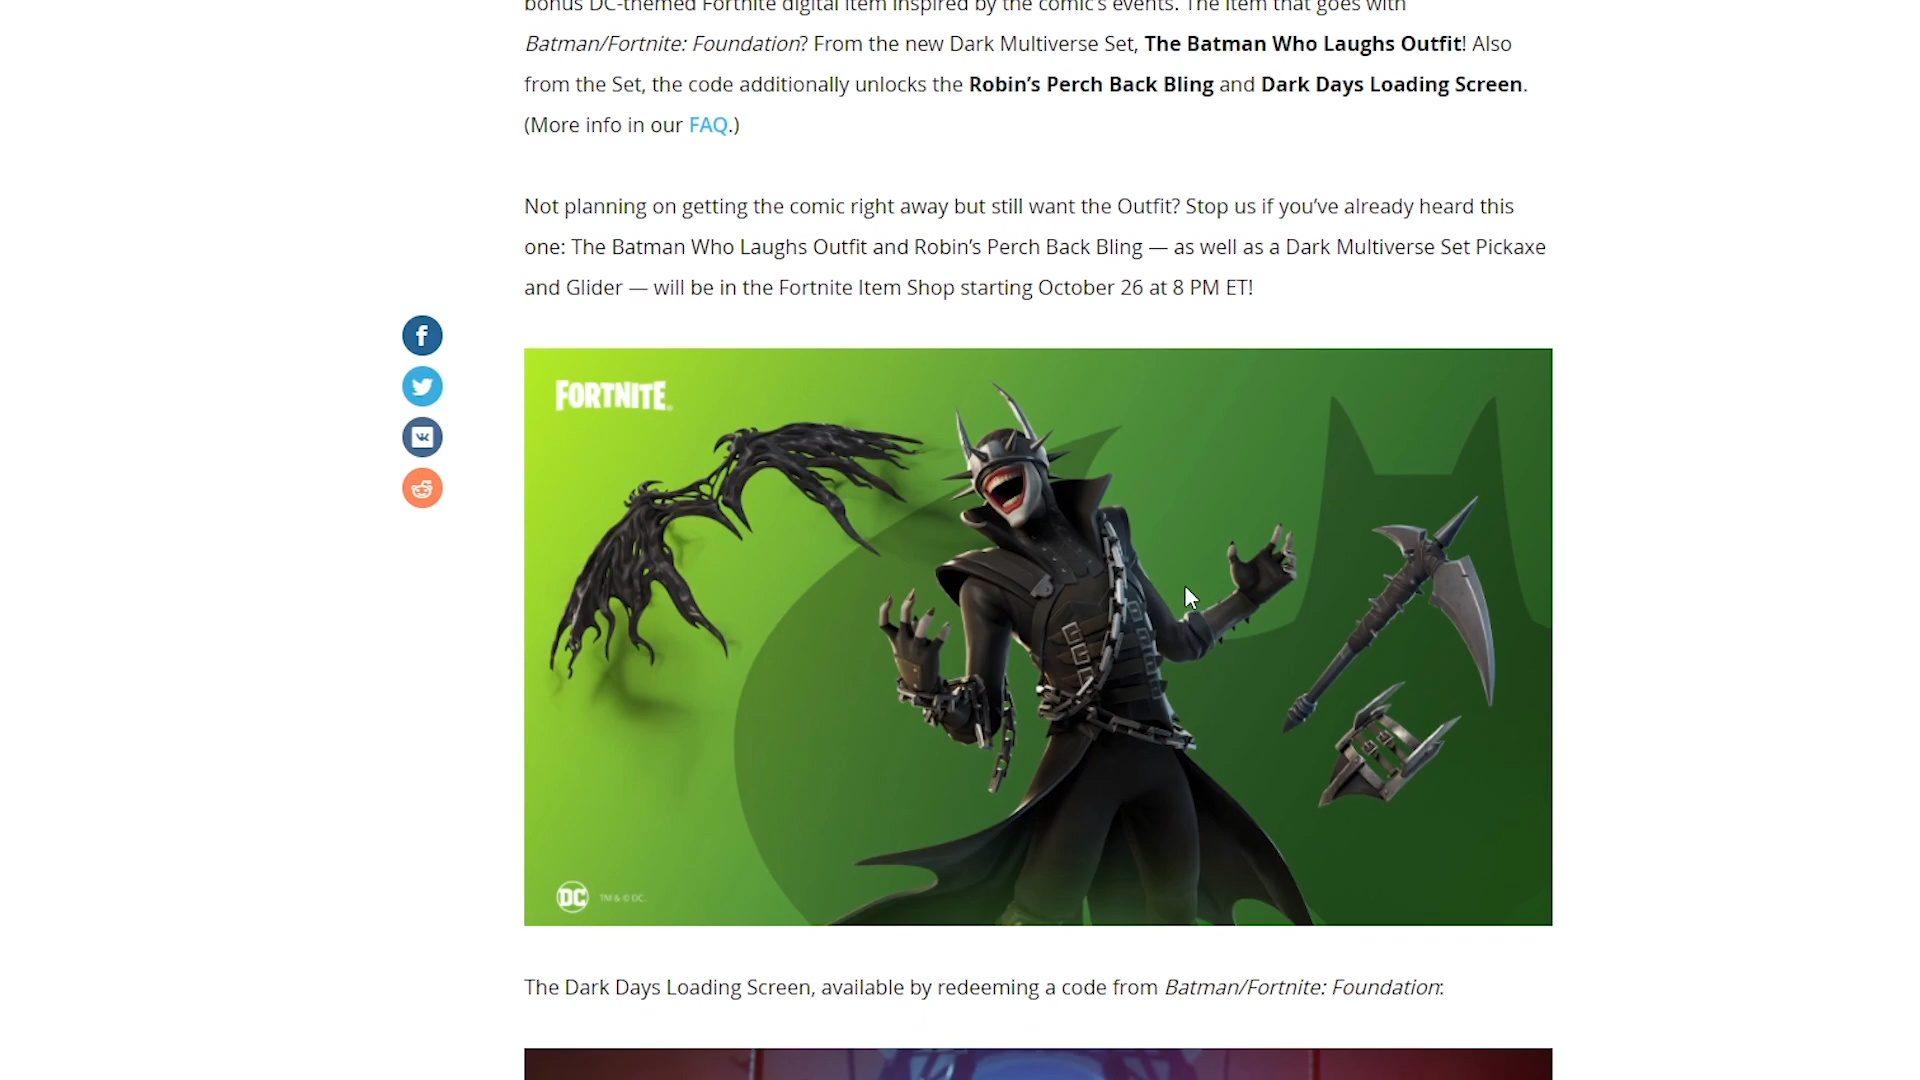 bonus DC-themed Fortnite digital item inspired by the comic's events. The item that goes with
Batman/Fortnite: Foundation? From the new Dark Multiverse Set, The Batman Who Laughs Outfit! Also
from the Set, the code additionally unlocks the Robin's Perch Back Bling and Dark Days Loading Screen.
(More info in our FAQ.)
Not planning on getting the comic right away but still want the Outfit? Stop us if you've already heard this
one: The Batman Who Laughs Outfit and Robin's Perch Back Bling — as well as a Dark Multiverse Set Pickaxe
and Glider — will be in the Fortnite Item Shop starting October 26 at 8 PM ET!
FORTNITE
DC TM & © DC.
The Dark Days Loading Screen, available by redeeming a code from Batman/Fortnite: Foundation: